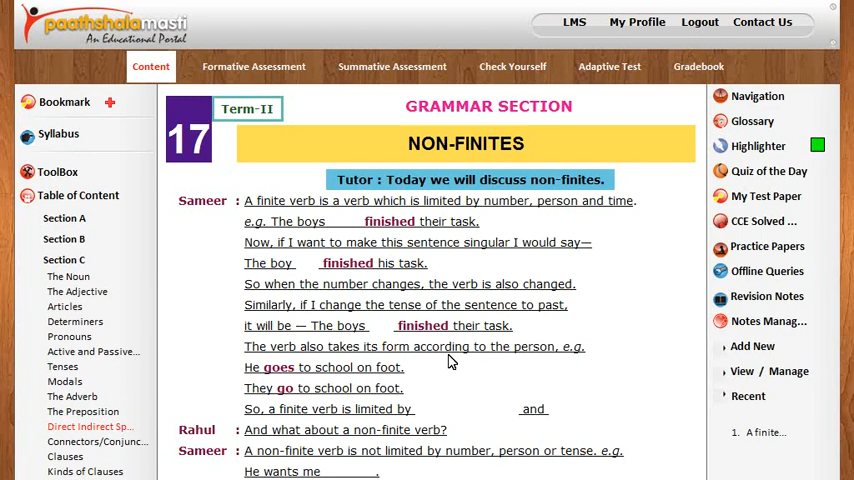 paathshalamasti
An Educational Portal
LMS My Profile Logout Contact Us
Content Formative Assessment Summative Assessment Check Yourself Adaptive Test Gradebook
Bookmark
Syllabus
ToolBox
Table of Content
Section A
Section B
Section C
The Noun
The Adjective
Articles
Determiners
Pronouns
Active and Passive...
Tenses
Modals
The Adverb
The Preposition
Direct Indirect Sp...
Connectors/Conjunc...
Clauses
Kinds of Clauses
Term-II
GRAMMAR SECTION
17
NON-FINITES
Tutor : Today we will discuss non-finites.
Sameer : A finite verb is a verb which is limited by number, person and time.
e.g. The boys finished their task.
Now, if I want to make this sentence singular I would say—
The boy finished his task.
So when the number changes, the verb is also changed.
Similarly, if I change the tense of the sentence to past,
it will be — The boys finished their task.
The verb also takes its form according to the person, e.g.
He goes to school on foot.
They go to school on foot.
So, a finite verb is limited by and
Rahul : And what about a non-finite verb?
Sameer : A non-finite verb is not limited by number, person or tense. e.g.
He wants me .
Navigation
Glossary
Highlighter
Quiz of the Day
My Test Paper
CCE Solved ...
Practice Papers
Offline Queries
Revision Notes
Notes Manag...
Add New
View / Manage
Recent
1. A finite...